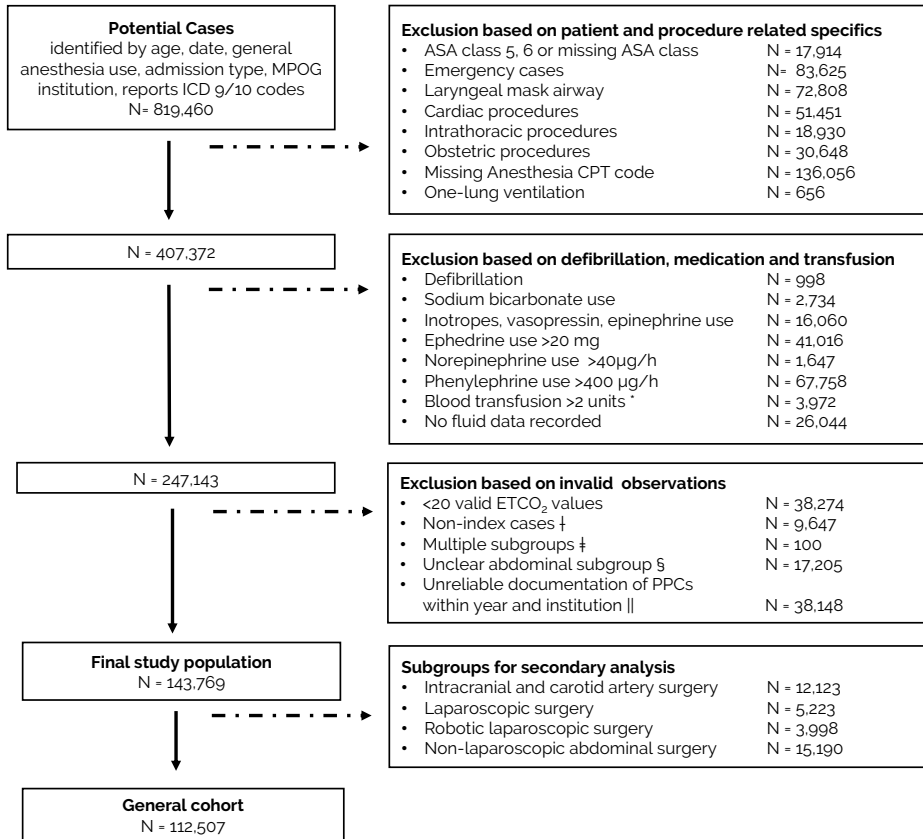 Potential Cases
identified by age, date, general
anesthesia use, admission type, MPOG
institution, reports ICD 9/10 codes
N= 819,460
Exclusion based on patient and procedure related specifics
• ASA class 5, 6 or missing ASA class N = 17,914
• Emergency cases N= 83,625
• Laryngeal mask airway N = 72,808
• Cardiac procedures N = 51,451
• Intrathoracic procedures N = 18,930
• Obstetric procedures N = 30,648
• Missing Anesthesia CPT code N = 136,056
• One-lung ventilation N = 656
N = 407,372
Exclusion based on defibrillation, medication and transfusion
• Defibrillation N = 998
• Sodium bicarbonate use N = 2,734
• Inotropes, vasopressin, epinephrine use N = 16,060
• Ephedrine use >20 mg N = 41,016
• Norepinephrine use >40µg/h N = 1,647
• Phenylephrine use >400 µg/h N = 67,758
• Blood transfusion >2 units * N = 3,972
• No fluid data recorded N = 26,044
N = 247,143
Exclusion based on invalid observations
• <20 valid ETCO₂ values N = 38,274
• Non-index cases ƚ N = 9,647
• Multiple subgroups ǂ N = 100
• Unclear abdominal subgroup § N = 17,205
• Unreliable documentation of PPCs
within year and institution || N = 38,148
Final study population
N = 143,769
Subgroups for secondary analysis
• Intracranial and carotid artery surgery N = 12,123
• Laparoscopic surgery N = 5,223
• Robotic laparoscopic surgery N = 3,998
• Non-laparoscopic abdominal surgery N = 15,190
General cohort
N = 112,507